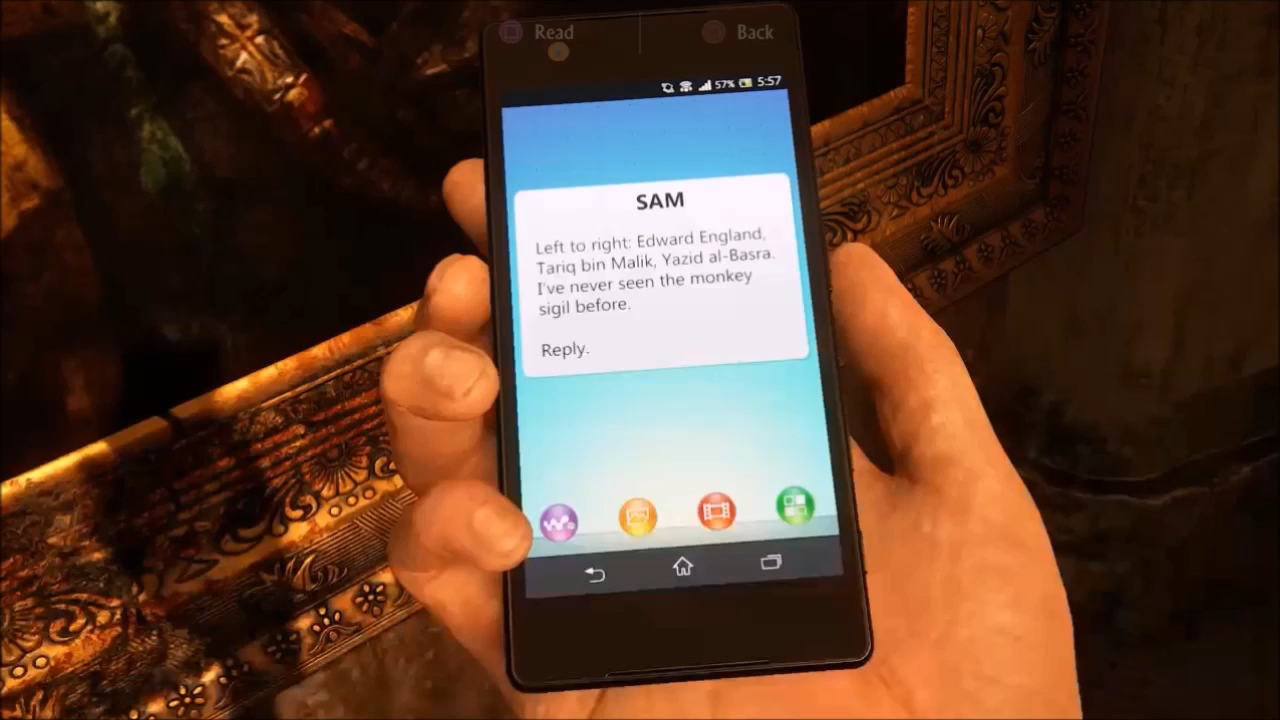 Read
Back
57% 5:57
SAM
Left to right: Edward England,
Tariq bin Malik, Yazid al-Basra.
I've never seen the monkey
sigil before.
Reply.